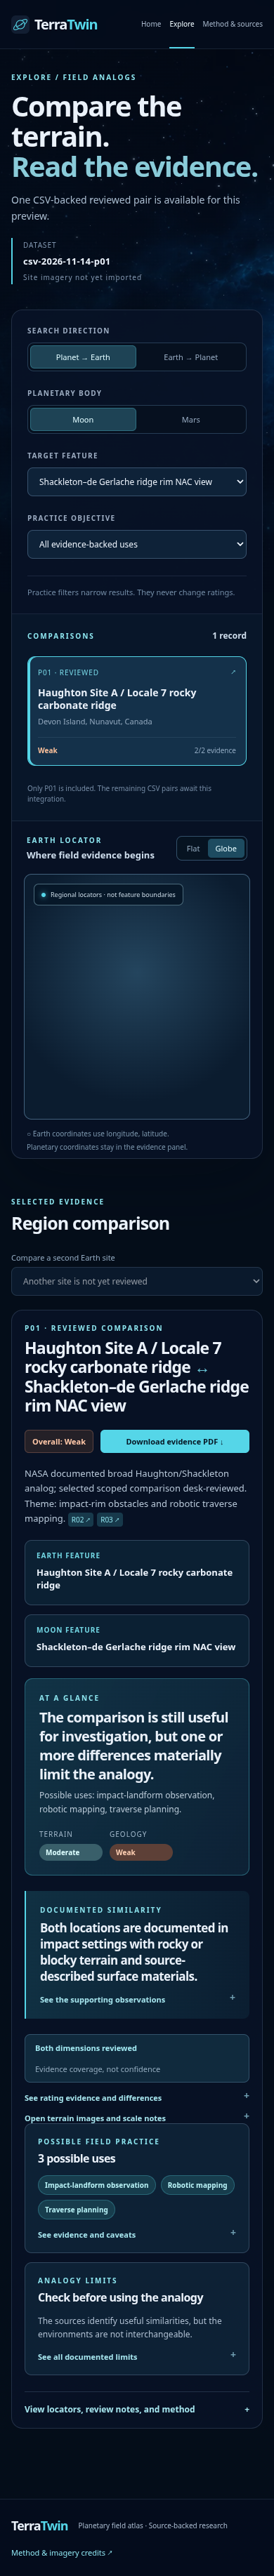 TerraTwin
Home Explore Method & sources
EXPLORE / FIELD ANALOGS
Compare the
terrain.
Read the evidence.
One CSV-backed reviewed pair is available for this
preview.
DATASET
csv-2026-11-14-p01
Site imagery not yet imported
SEARCH DIRECTION
Planet → Earth Earth → Planet
PLANETARY BODY
Moon Mars
TARGET FEATURE
Shackleton–de Gerlache ridge rim NAC view
PRACTICE OBJECTIVE
All evidence-backed uses
Practice filters narrow results. They never change ratings.
COMPARISONS 1 record
P01 · REVIEWED ↗
Haughton Site A / Locale 7 rocky
carbonate ridge
Devon Island, Nunavut, Canada
Weak 2/2 evidence
Only P01 is included. The remaining CSV pairs await this
integration.
EARTH LOCATOR
Where field evidence begins
Flat Globe
Regional locators · not feature boundaries
○ Earth coordinates use longitude, latitude.
Planetary coordinates stay in the evidence panel.
SELECTED EVIDENCE
Region comparison
Compare a second Earth site
Another site is not yet reviewed
P01 · REVIEWED COMPARISON
Haughton Site A / Locale 7
rocky carbonate ridge ↔
Shackleton–de Gerlache ridge
rim NAC view
Overall: Weak Download evidence PDF ↓
NASA documented broad Haughton/Shackleton
analog; selected scoped comparison desk-reviewed.
Theme: impact-rim obstacles and robotic traverse
mapping. R02 ↗ R03 ↗
EARTH FEATURE
Haughton Site A / Locale 7 rocky carbonate
ridge
MOON FEATURE
Shackleton–de Gerlache ridge rim NAC view
AT A GLANCE
The comparison is still useful
for investigation, but one or
more differences materially
limit the analogy.
Possible uses: impact-landform observation,
robotic mapping, traverse planning.
TERRAIN GEOLOGY
Moderate Weak
DOCUMENTED SIMILARITY
Both locations are documented in
impact settings with rocky or
blocky terrain and source-
described surface materials.
See the supporting observations +
Both dimensions reviewed
Evidence coverage, not confidence
See rating evidence and differences +
Open terrain images and scale notes +
POSSIBLE FIELD PRACTICE
3 possible uses
Impact-landform observation Robotic mapping
Traverse planning
See evidence and caveats +
ANALOGY LIMITS
Check before using the analogy
The sources identify useful similarities, but the
environments are not interchangeable.
See all documented limits +
View locators, review notes, and method +
TerraTwin Planetary field atlas · Source-backed research
Method & imagery credits ↗